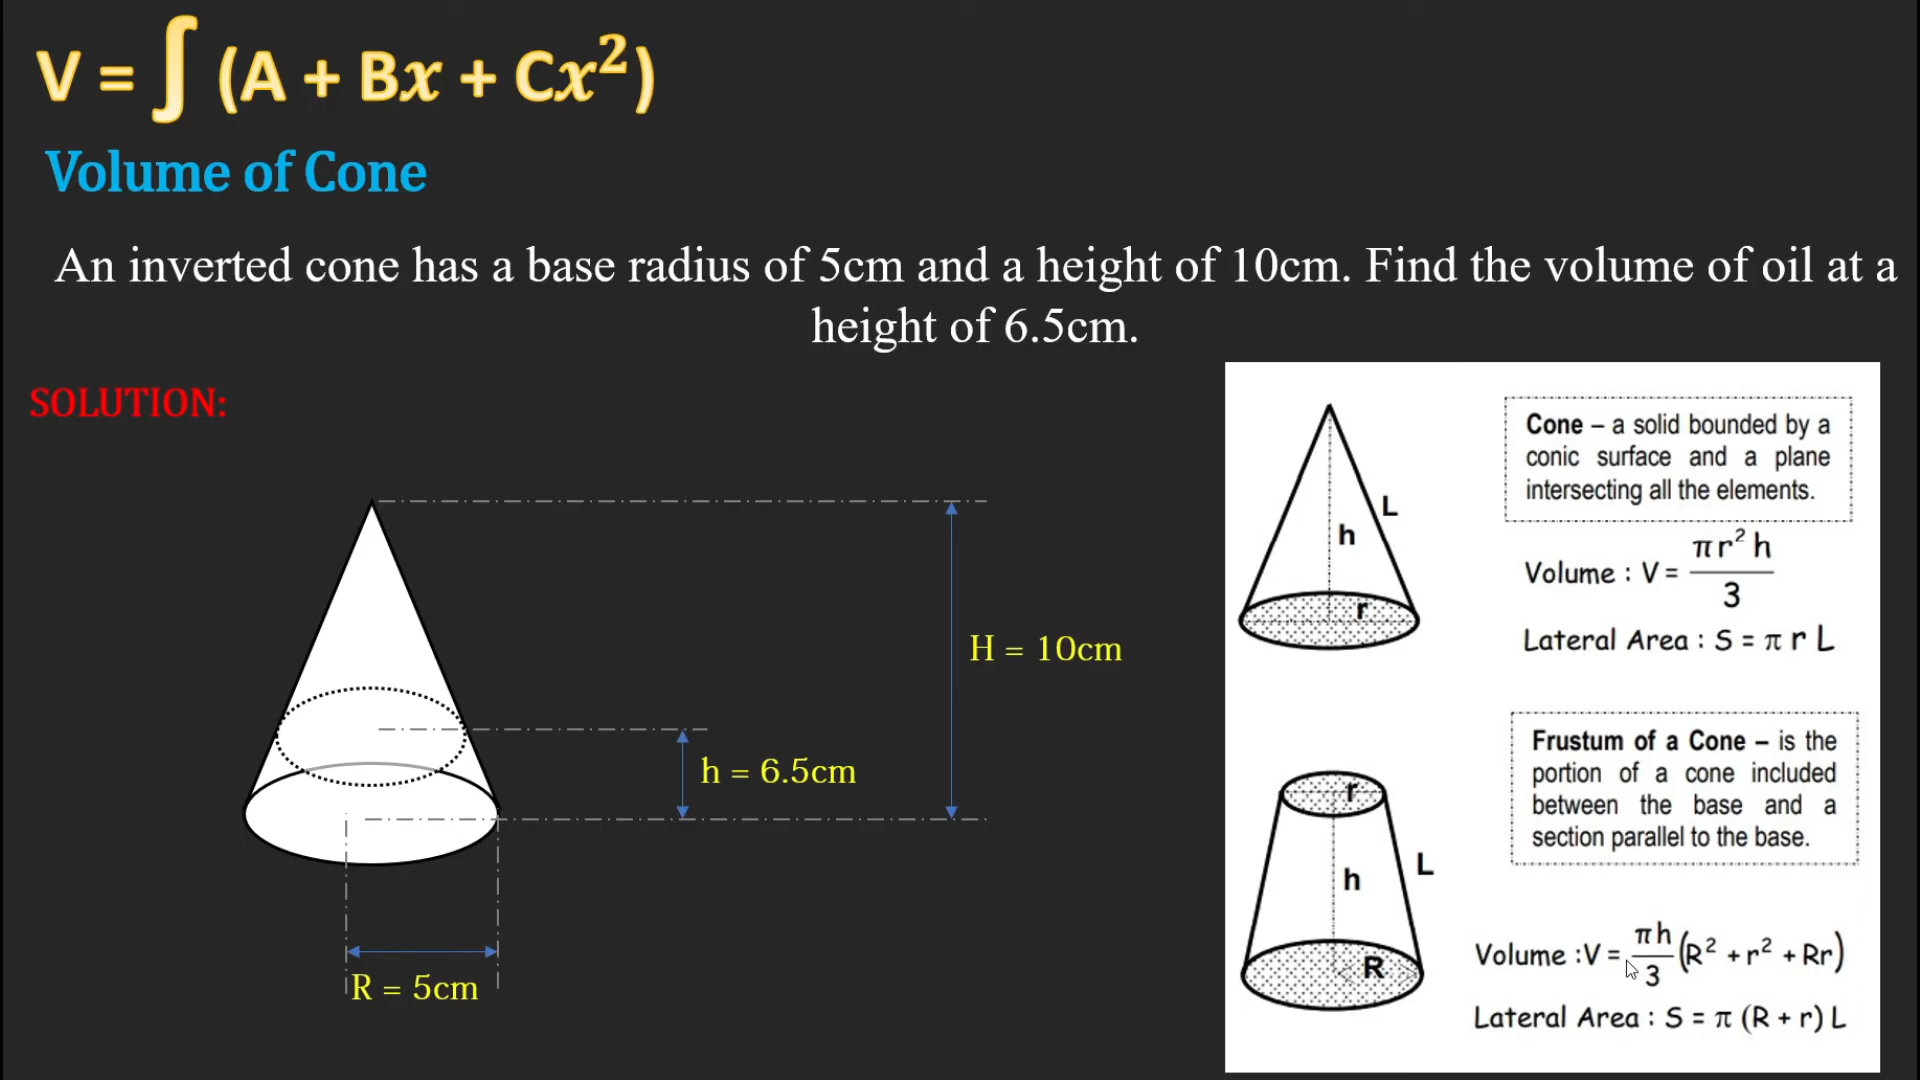 V = ∫ (A + Bx + Cx²)
Volume of Cone
An inverted cone has a base radius of 5cm and a height of 10cm. Find the volume of oil at a
height of 6.5cm.
SOLUTION:
H = 10cm
h = 6.5cm
R = 5cm
L
h
r
Cone – a solid bounded by a
conic surface and a plane
intersecting all the elements.
Volume : V = πr²h / 3
Lateral Area : S = π r L
r
L
h
R
Frustum of a Cone – is the
portion of a cone included
between the base and a
section parallel to the base.
Volume :V = πh / 3 (R² + r² + Rr)
Lateral Area : S = π (R + r) L